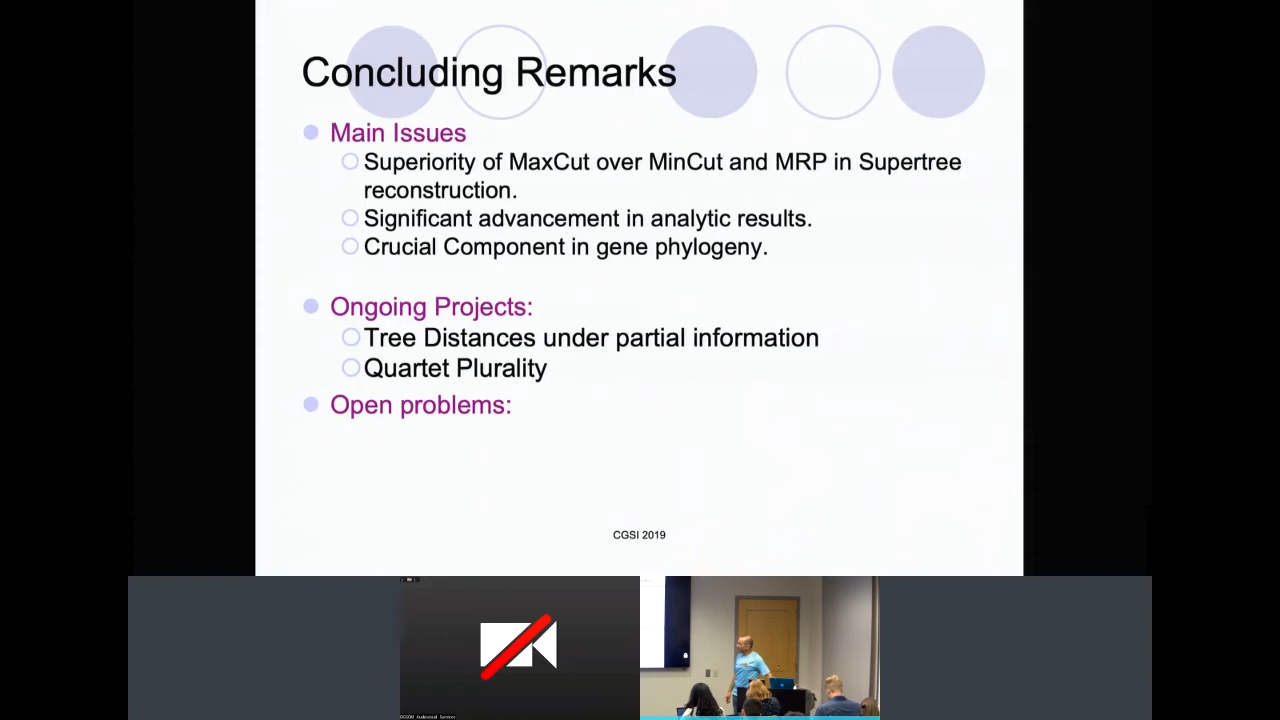 Concluding Remarks
Main Issues
Superiority of MaxCut over MinCut and MRP in Supertree
reconstruction.
Significant advancement in analytic results.
Crucial Component in gene phylogeny.
Ongoing Projects:
Tree Distances under partial information
Quartet Plurality
Open problems:
CGSI 2019